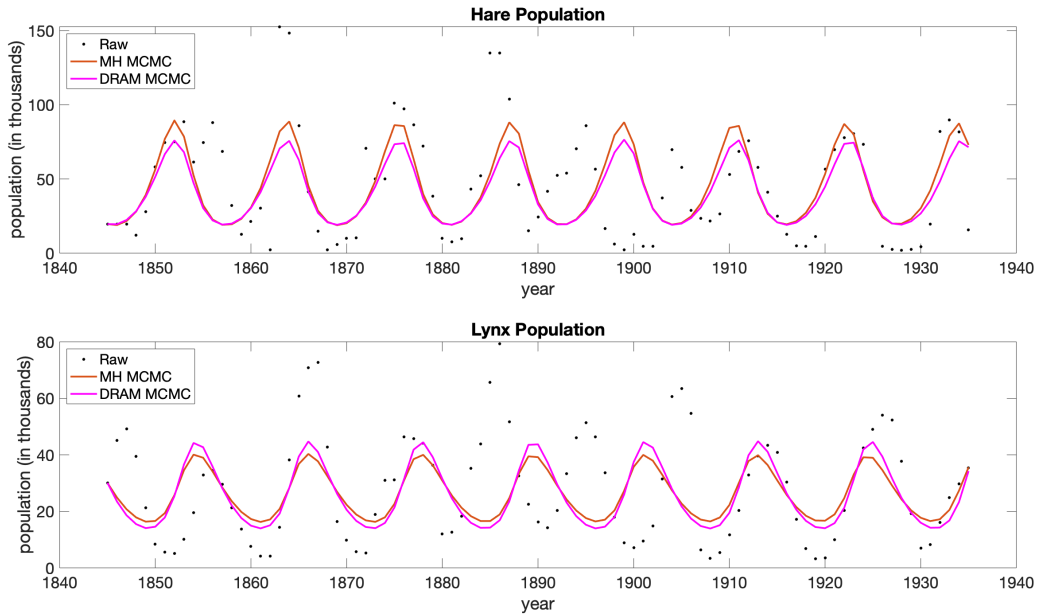 Hare Population
150
100
50
0
population (in thousands)
Raw
MH MCMC
DRAM MCMC
1840 1850 1860 1870 1880 1890 1900 1910 1920 1930 1940
year
Lynx Population
80
60
40
20
0
population (in thousands)
Raw
MH MCMC
DRAM MCMC
1840 1850 1860 1870 1880 1890 1900 1910 1920 1930 1940
year